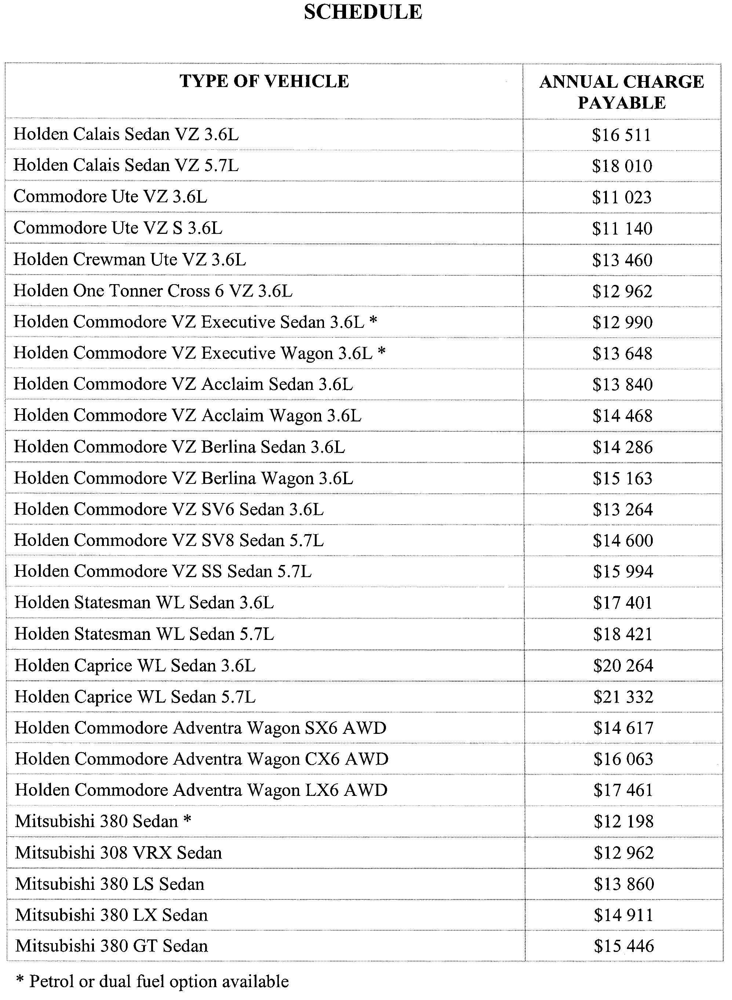 SCHEDULE
TYPE OF VEHICLE ANNUAL CHARGE
PAYABLE
Holden Calais Sedan VZ 3.6L $16 511
Holden Calais Sedan VZ 5.7L $18 010
Commodore Ute VZ 3.6L $11 023
Commodore Ute VZ S 3.6L $11 140
Holden Crewman Ute VZ 3.6L $13 460
Holden One Tonner Cross 6 VZ 3.6L $12 962
Holden Commodore VZ Executive Sedan 3.6L * $12 990
Holden Commodore VZ Executive Wagon 3.6L * $13 648
Holden Commodore VZ Acclaim Sedan 3.6L $13 840
Holden Commodore VZ Acclaim Wagon 3.6L $14 468
Holden Commodore VZ Berlina Sedan 3.6L $14 286
Holden Commodore VZ Berlina Wagon 3.6L $15 163
Holden Commodore VZ SV6 Sedan 3.6L $13 264
Holden Commodore VZ SV8 Sedan 5.7L $14 600
Holden Commodore VZ SS Sedan 5.7L $15 994
Holden Statesman WL Sedan 3.6L $17 401
Holden Statesman WL Sedan 5.7L $18 421
Holden Caprice WL Sedan 3.6L $20 264
Holden Caprice WL Sedan 5.7L $21 332
Holden Commodore Adventra Wagon SX6 AWD $14 617
Holden Commodore Adventra Wagon CX6 AWD $16 063
Holden Commodore Adventra Wagon LX6 AWD $17 461
Mitsubishi 380 Sedan * $12 198
Mitsubishi 308 VRX Sedan $12 962
Mitsubishi 380 LS Sedan $13 860
Mitsubishi 380 LX Sedan $14 911
Mitsubishi 380 GT Sedan $15 446
* Petrol or dual fuel option available